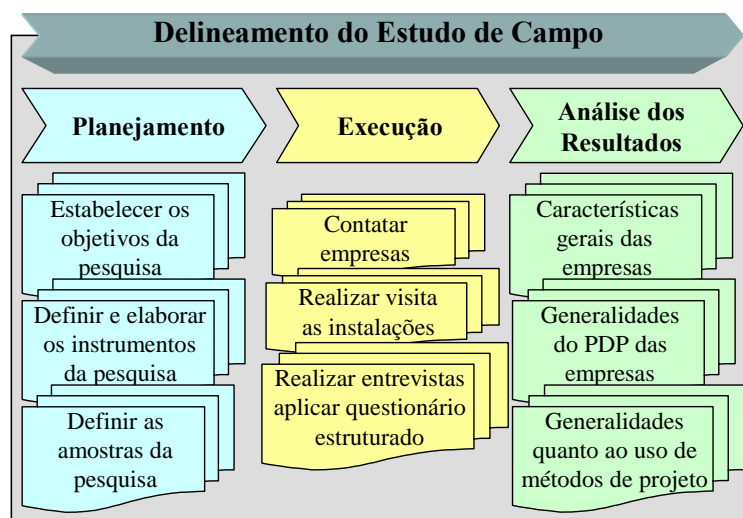 Delineamento do Estudo de Campo
Planejamento
Estabelecer os
objetivos da
pesquisa
Definir e elaborar
os instrumentos
da pesquisa
Definir as
amostras da
pesquisa
Execução
Contatar
empresas
Realizar visita
as instalações
Realizar entrevistas
aplicar questionário
estruturado
Análise dos
Resultados
Características
gerais das
empresas
Generalidades
do PDP das
empresas
Generalidades
quanto ao uso de
métodos de projeto